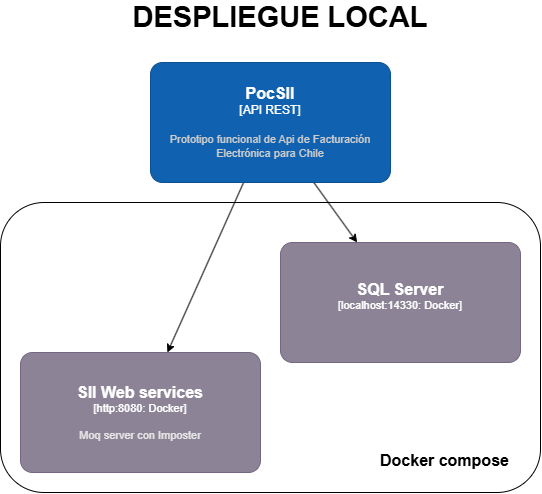 DESPLIEGUE LOCAL
PocSII
[API REST]
Prototipo funcional de Api de Facturación
Electrónica para Chile
SQL Server
[localhost:14330: Docker]
SII Web services
[http:8080: Docker]
Moq server con Imposter
Docker compose